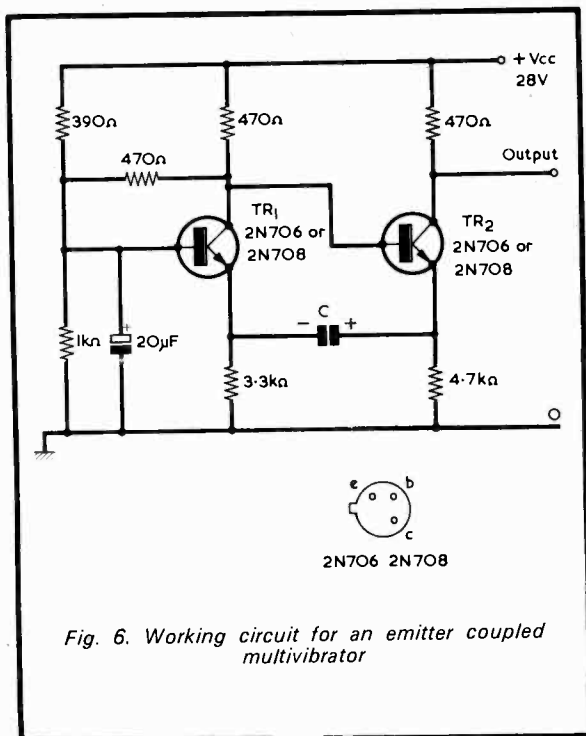 + Vcc
28V
390Ω
470Ω
470Ω
470Ω
Output
TR1
2N706 or
2N708
TR2
2N706 or
2N708
C
- +
1kΩ
20µF
+
3·3kΩ
4·7kΩ
O
e b
c
2N706 2N708
Fig. 6. Working circuit for an emitter coupled
multivibrator